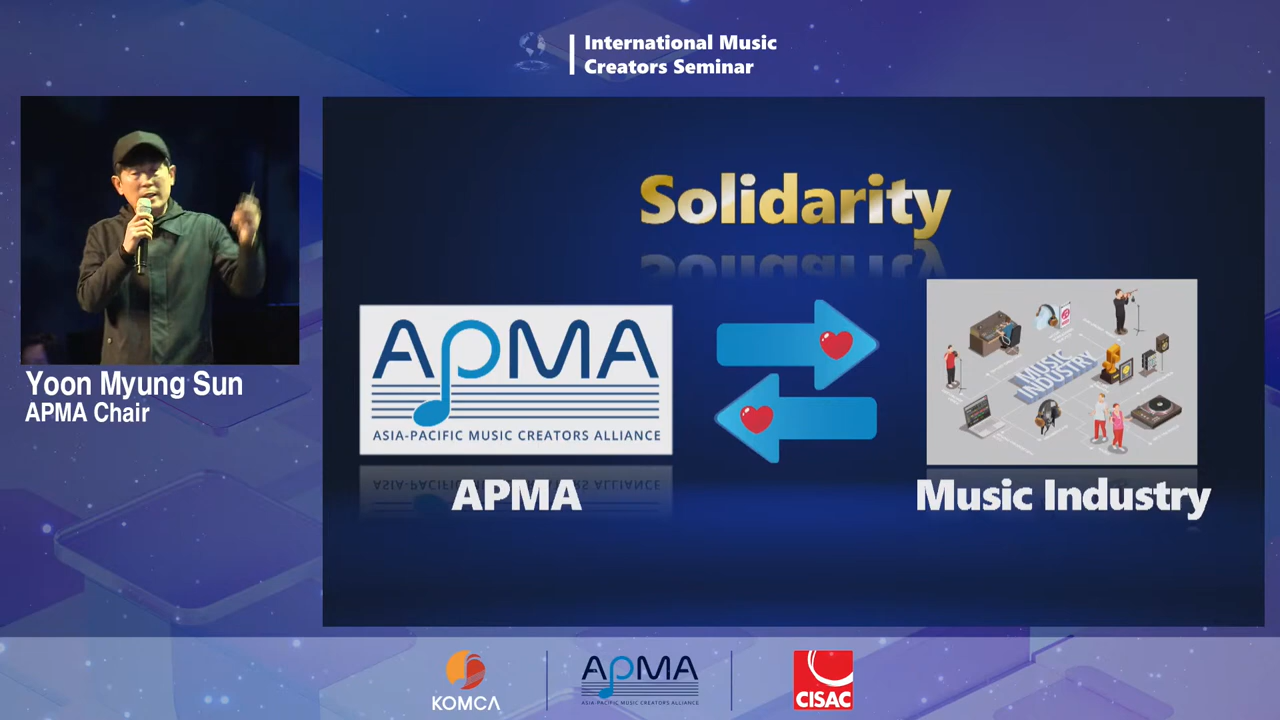 International Music
Creators Seminar
Yoon Myung Sun
APMA Chair
Solidarity
APMA
ASIA-PACIFIC MUSIC CREATORS ALLIANCE
MUSIC
INDUSTRY
APMA
Music Industry
KOMCA
APMA
ASIA-PACIFIC MUSIC CREATORS ALLIANCE
CISAC